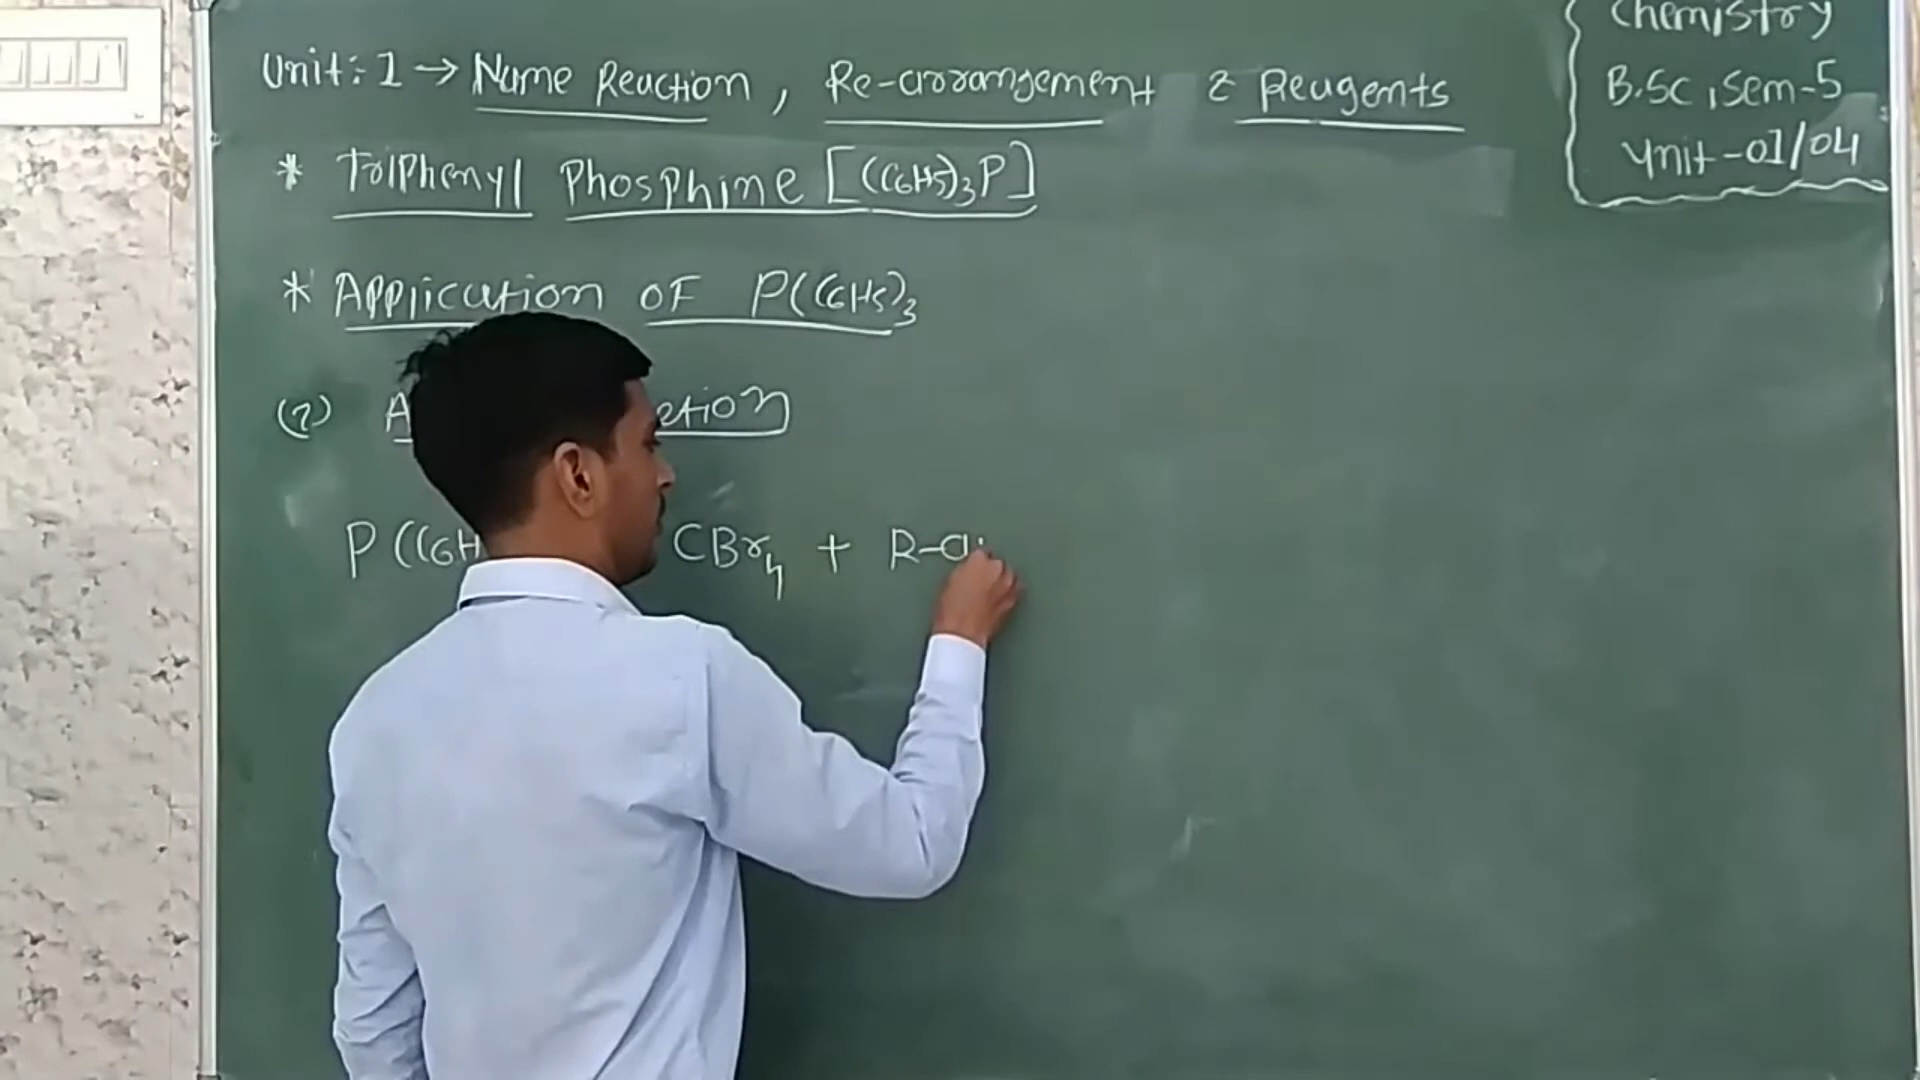 Unit:1 → Name Reaction, Re-arrangement & Reagents
Chemistry
B.Sc, Sem-5
Unit-01/04
* Triphenyl Phosphine [(C6H5)3P]
* Application OF P(C6H5)3
(1)
P(C6H CBr4 + R-